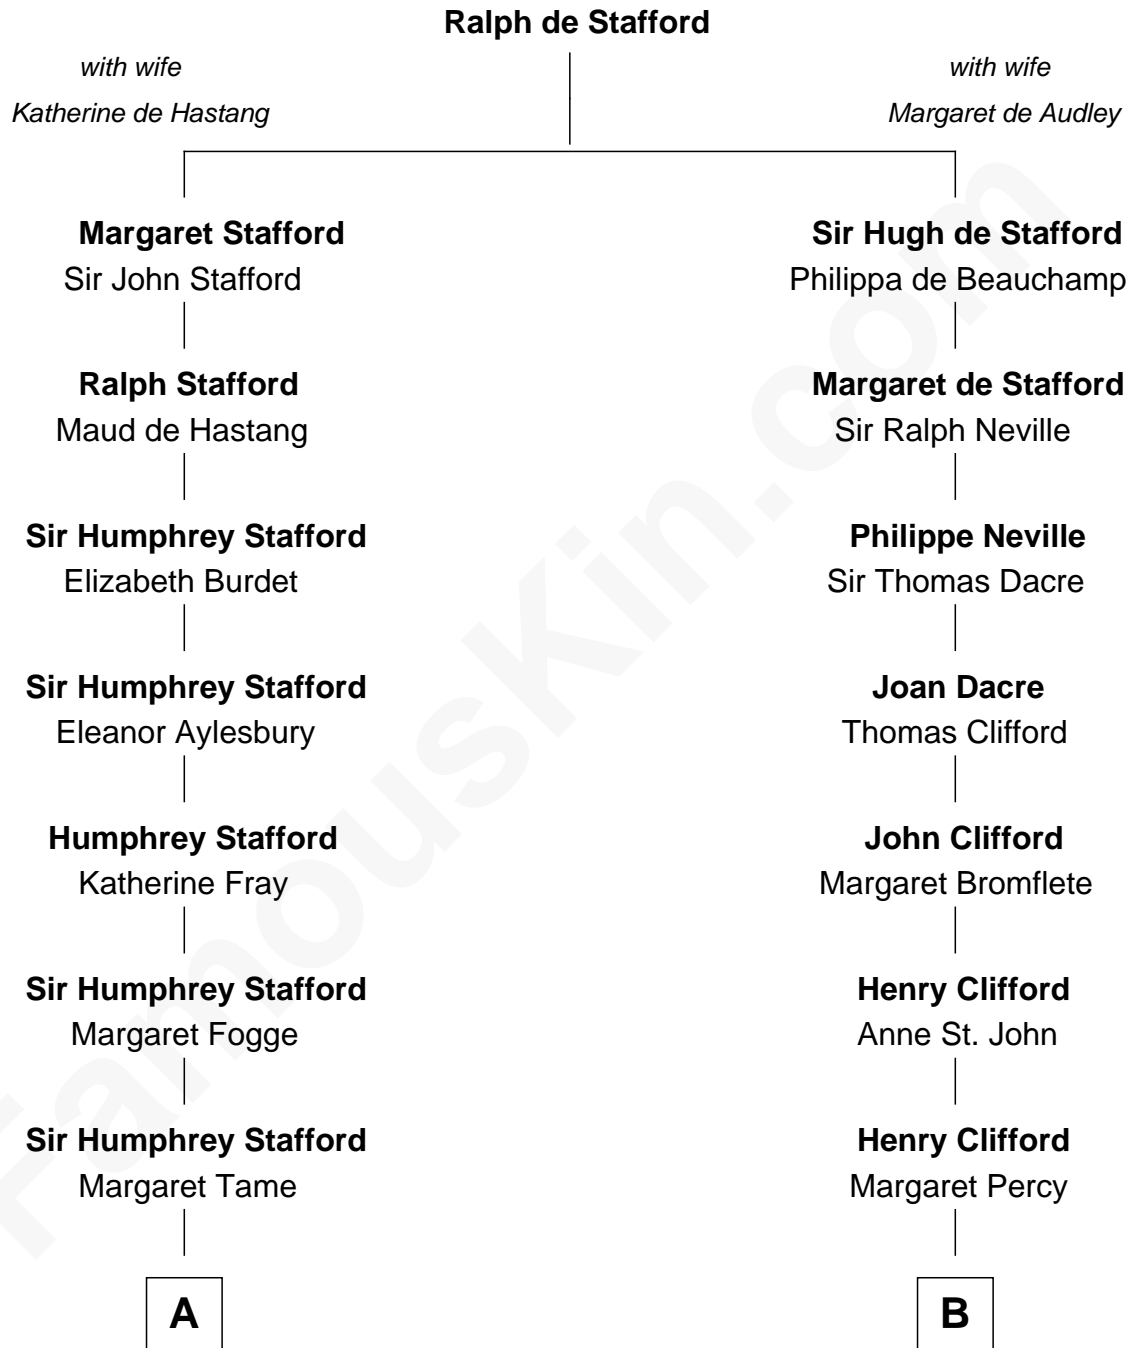 Ralph de Stafford
with wife
Katherine de Hastang
with wife
Margaret de Audley
Margaret Stafford
Sir John Stafford
Sir Hugh de Stafford
Philippa de Beauchamp
Ralph Stafford
Maud de Hastang
Margaret de Stafford
Sir Ralph Neville
Sir Humphrey Stafford
Elizabeth Burdet
Philippe Neville
Sir Thomas Dacre
Sir Humphrey Stafford
Eleanor Aylesbury
Joan Dacre
Thomas Clifford
Humphrey Stafford
Katherine Fray
John Clifford
Margaret Bromflete
Sir Humphrey Stafford
Margaret Fogge
Henry Clifford
Anne St. John
Sir Humphrey Stafford
Margaret Tame
Henry Clifford
Margaret Percy
A
B
FamousKin.com